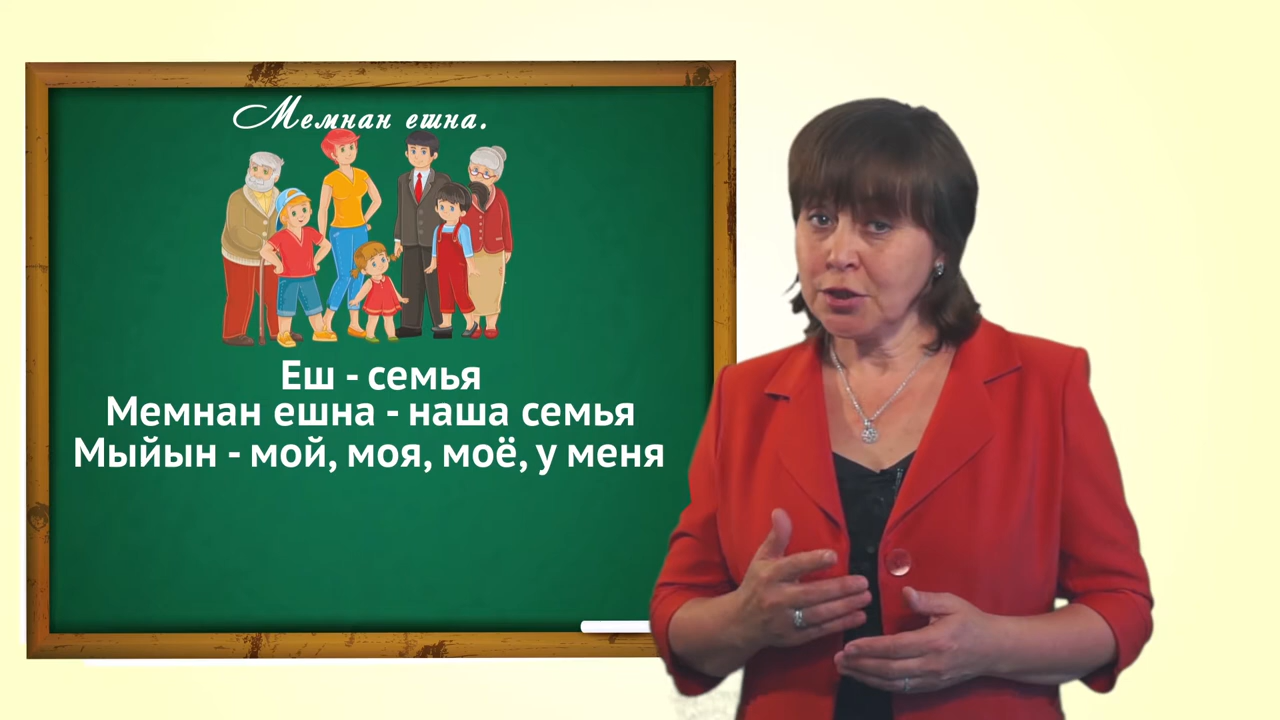 Мемнан ешна.
Еш - семья
Мемнан ешна - наша семья
Мыйын - мой, моя, моё, у меня